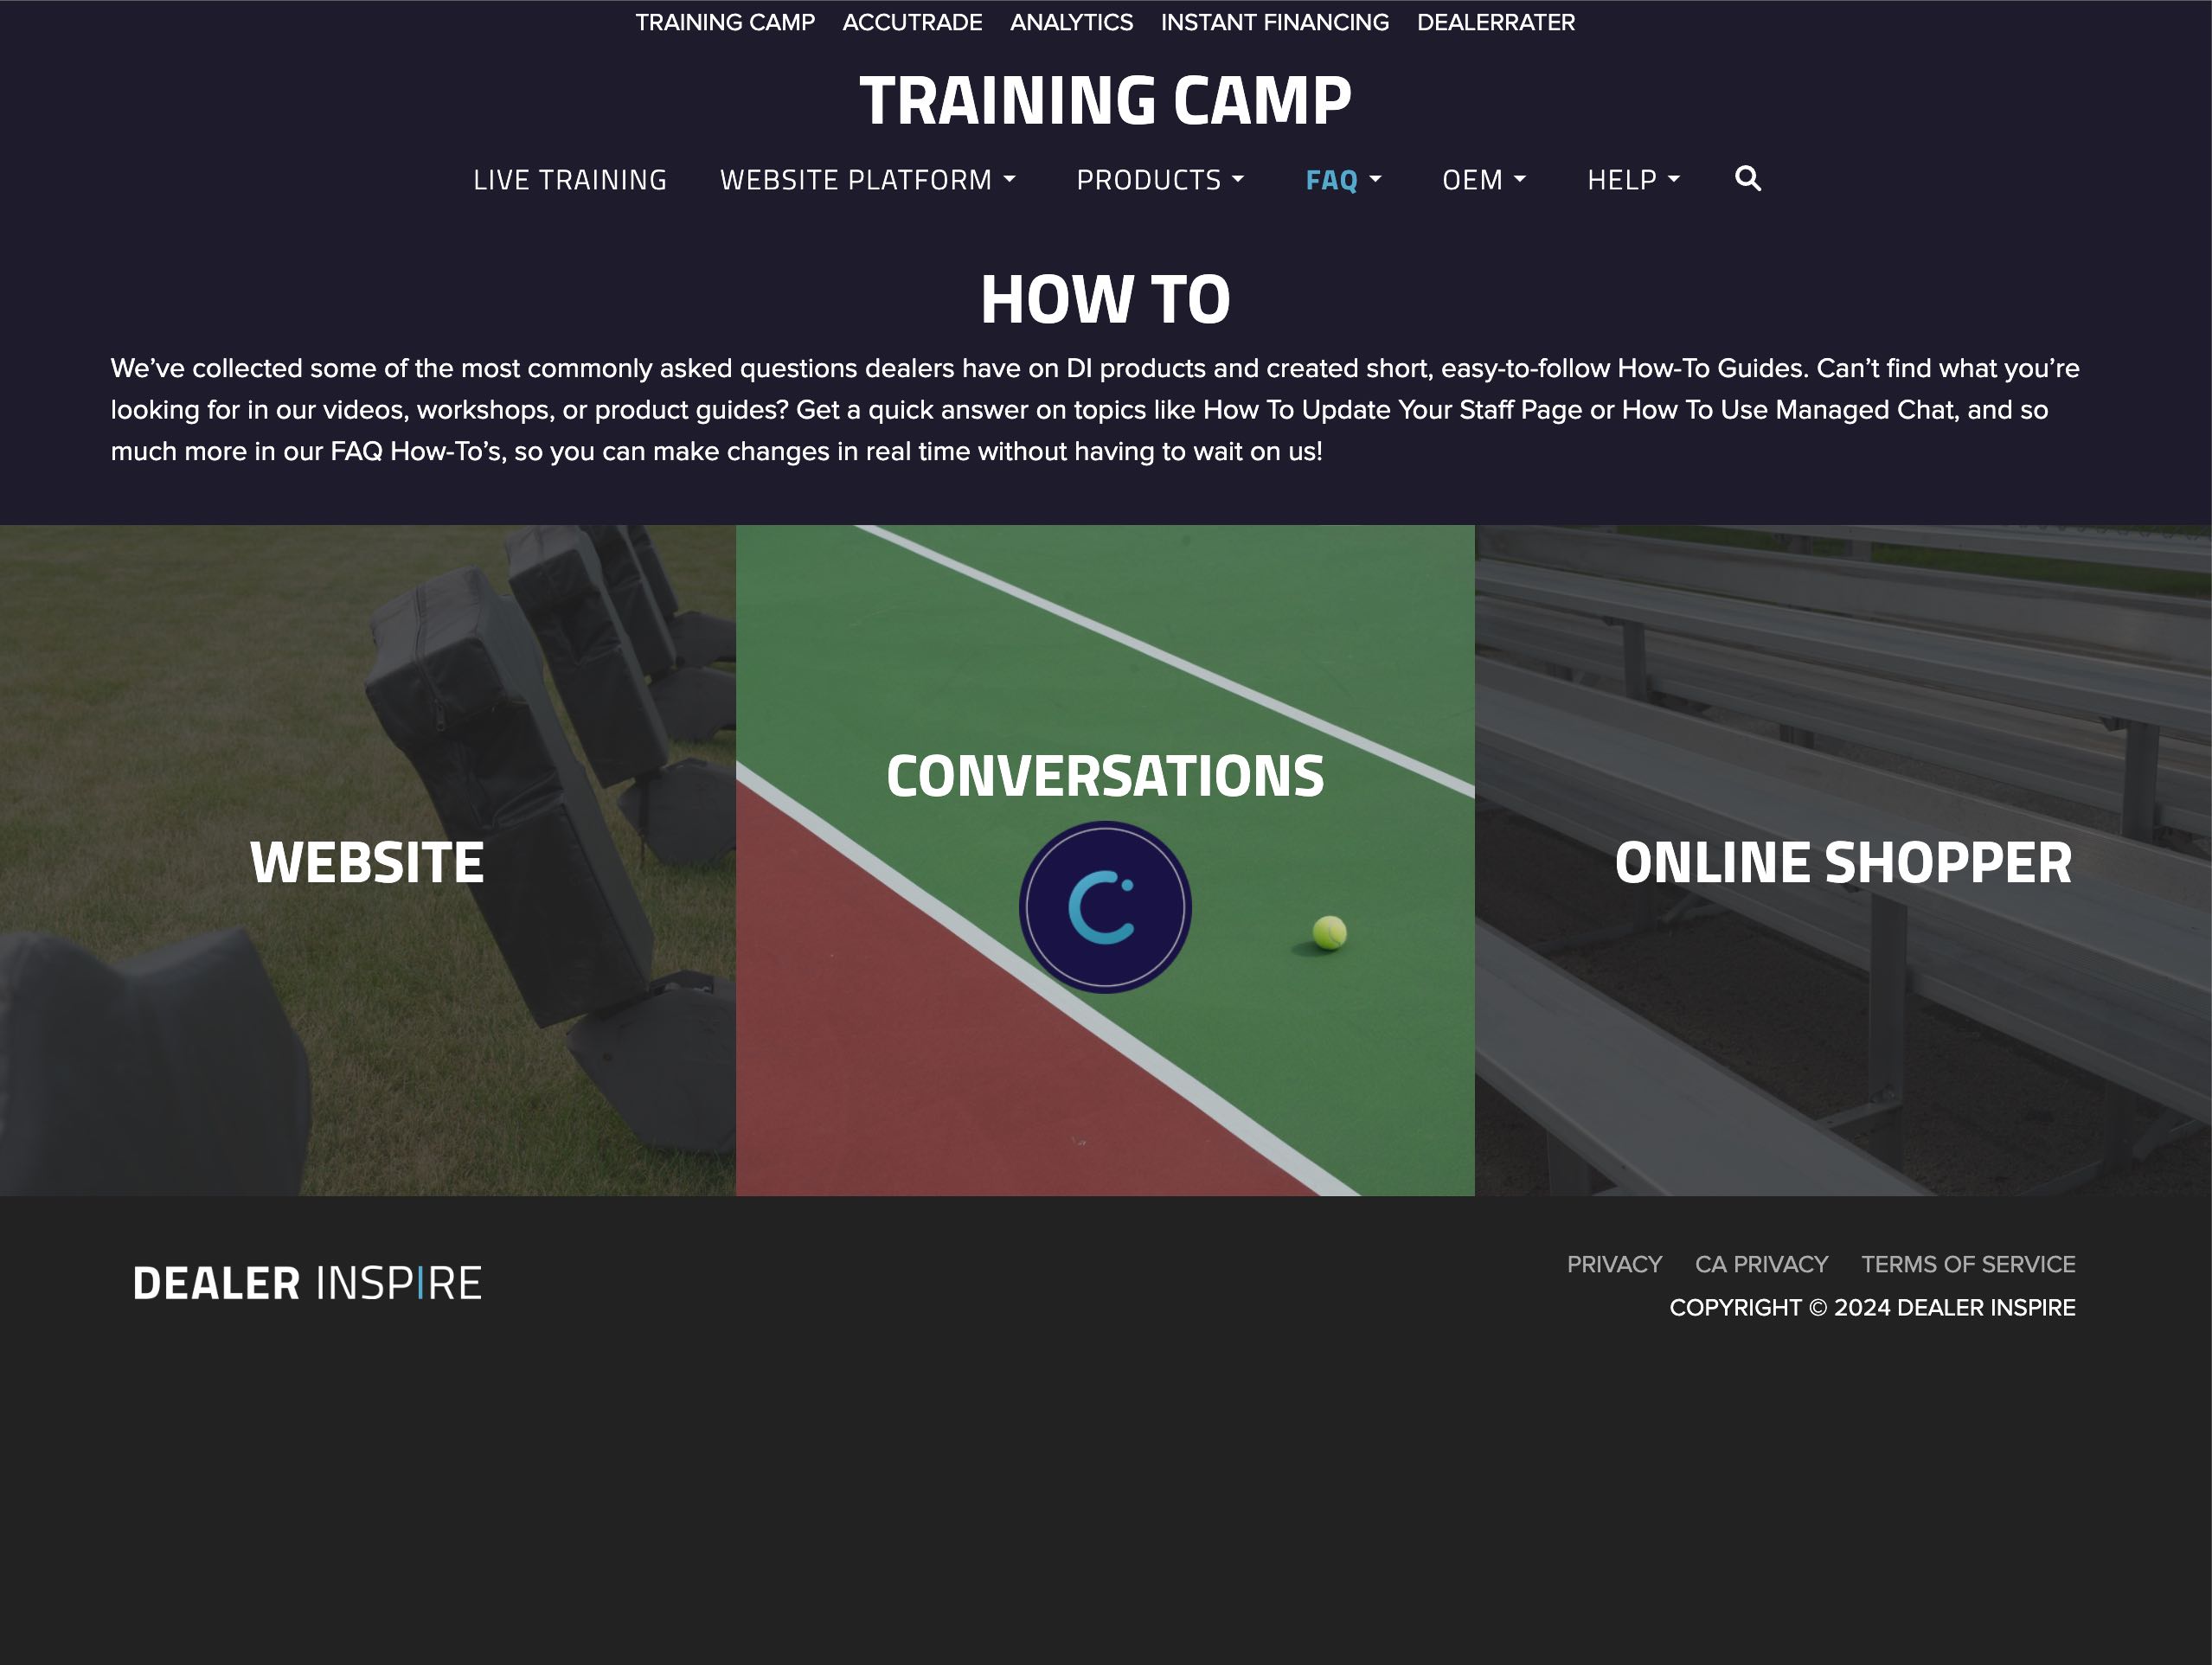 TRAINING CAMP ACCUTRADE ANALYTICS INSTANT FINANCING DEALERRATER
TRAINING CAMP
LIVE TRAINING WEBSITE PLATFORM PRODUCTS FAQ OEM HELP
HOW TO
We’ve collected some of the most commonly asked questions dealers have on DI products and created short, easy-to-follow How-To Guides. Can’t find what you’re
looking for in our videos, workshops, or product guides? Get a quick answer on topics like How To Update Your Staff Page or How To Use Managed Chat, and so
much more in our FAQ How-To’s, so you can make changes in real time without having to wait on us!
CONVERSATIONS
WEBSITE
ONLINE SHOPPER
DEALER INSPIRE
PRIVACY CA PRIVACY TERMS OF SERVICE
COPYRIGHT © 2024 DEALER INSPIRE